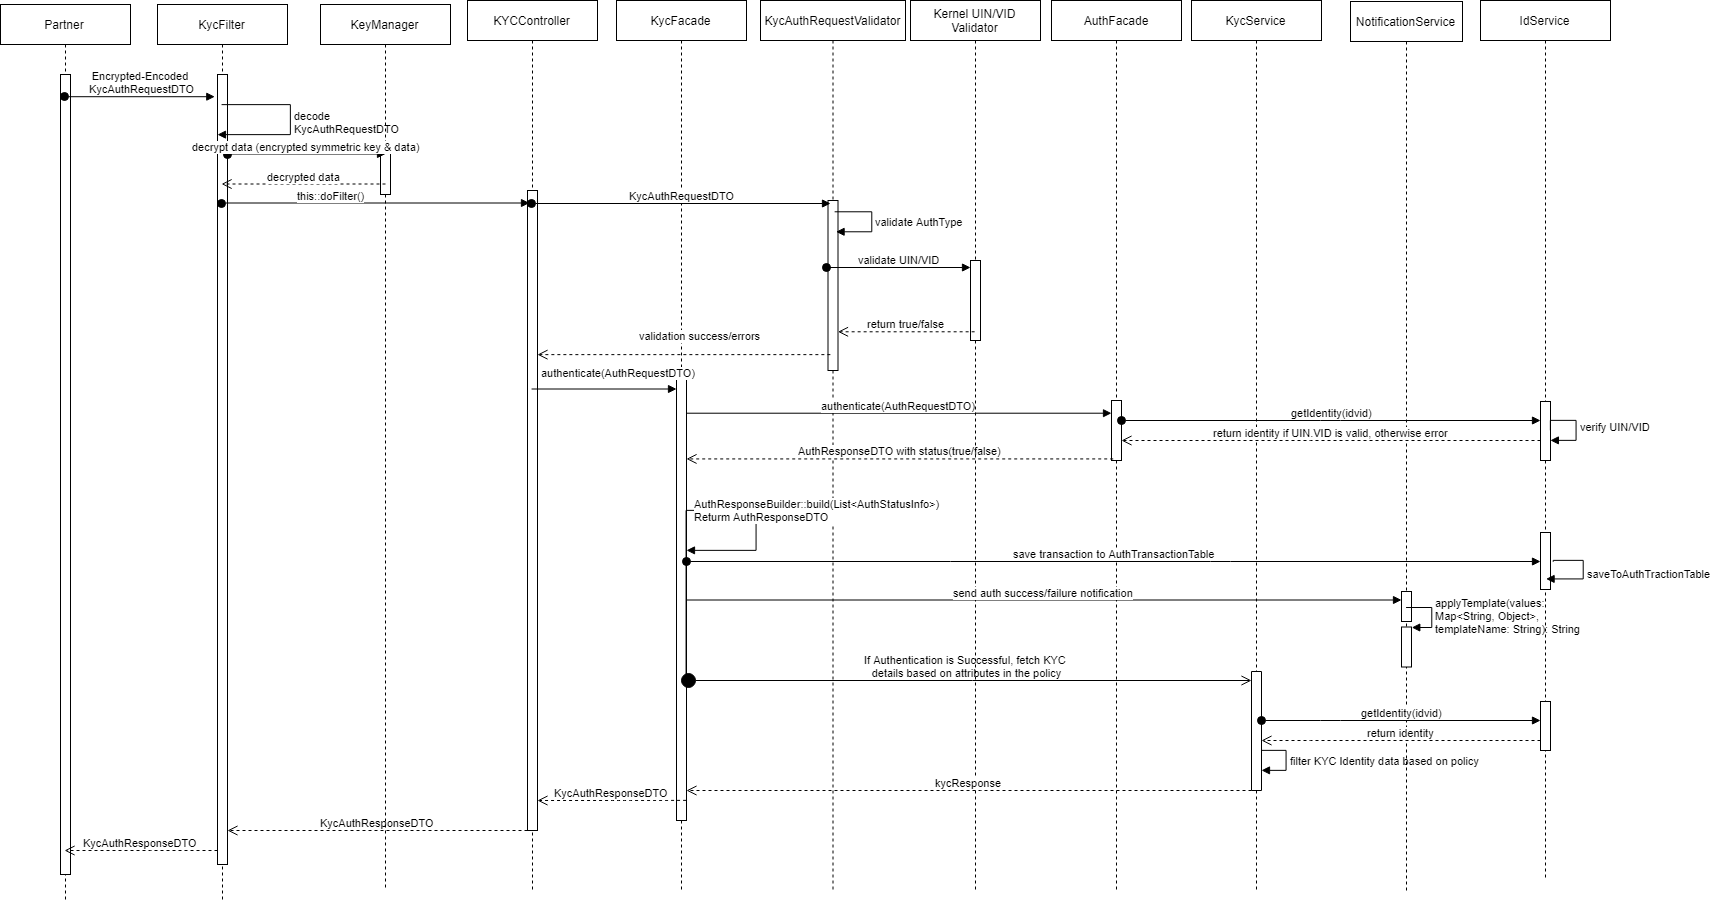 Partner
KycFilter
KeyManager
KYCController
KycFacade
KycAuthRequestValidator
Kernel UIN/VID
Validator
AuthFacade
KycService
NotificationService
IdService
Encrypted-Encoded
KycAuthRequestDTO
decode
KycAuthRequestDTO
decrypt data (encrypted symmetric key & data)
decrypted data
this::doFilter()
KycAuthRequestDTO
validate AuthType
validate UIN/VID
return true/false
validation success/errors
authenticate(AuthRequestDTO)
authenticate(AuthRequestDTO)
getIdentity(idvid)
verify UIN/VID
return identity if UIN.VID is valid, otherwise error
AuthResponseDTO with status(true/false)
AuthResponseBuilder::build(List<AuthStatusInfo>)
Returm AuthResponseDTO
save transaction to AuthTransactionTable
saveToAuthTractionTable
send auth success/failure notification
applyTemplate(values:
Map<String, Object>,
templateName: String): String
If Authentication is Successful, fetch KYC
details based on attributes in the policy
getIdentity(idvid)
return identity
filter KYC Identity data based on policy
kycResponse
KycAuthResponseDTO
KycAuthResponseDTO
KycAuthResponseDTO